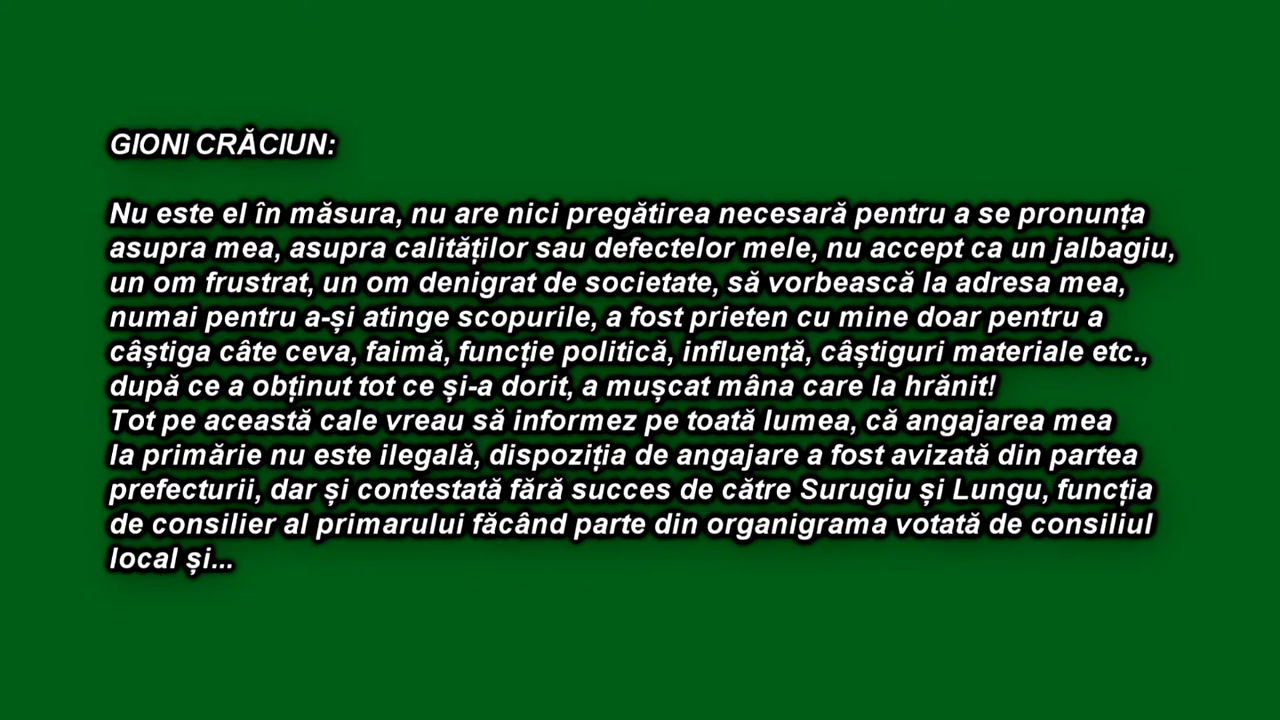 GIONI CRĂCIUN:
Nu este el în măsura, nu are nici pregătirea necesară pentru a se pronunța
asupra mea, asupra calităților sau defectelor mele, nu accept ca un jalbagiu,
un om frustrat, un om denigrat de societate, să vorbească la adresa mea,
numai pentru a-și atinge scopurile, a fost prieten cu mine doar pentru a
câștiga câte ceva, faimă, funcție politică, influență, câștiguri materiale etc.,
după ce a obținut tot ce și-a dorit, a mușcat mâna care la hrănit!
Tot pe această cale vreau să informez pe toată lumea, că angajarea mea
la primărie nu este ilegală, dispoziția de angajare a fost avizată din partea
prefecturii, dar și contestată fără succes de către Surugiu și Lungu, funcția
de consilier al primarului făcând parte din organigrama votată de consiliul
local și...